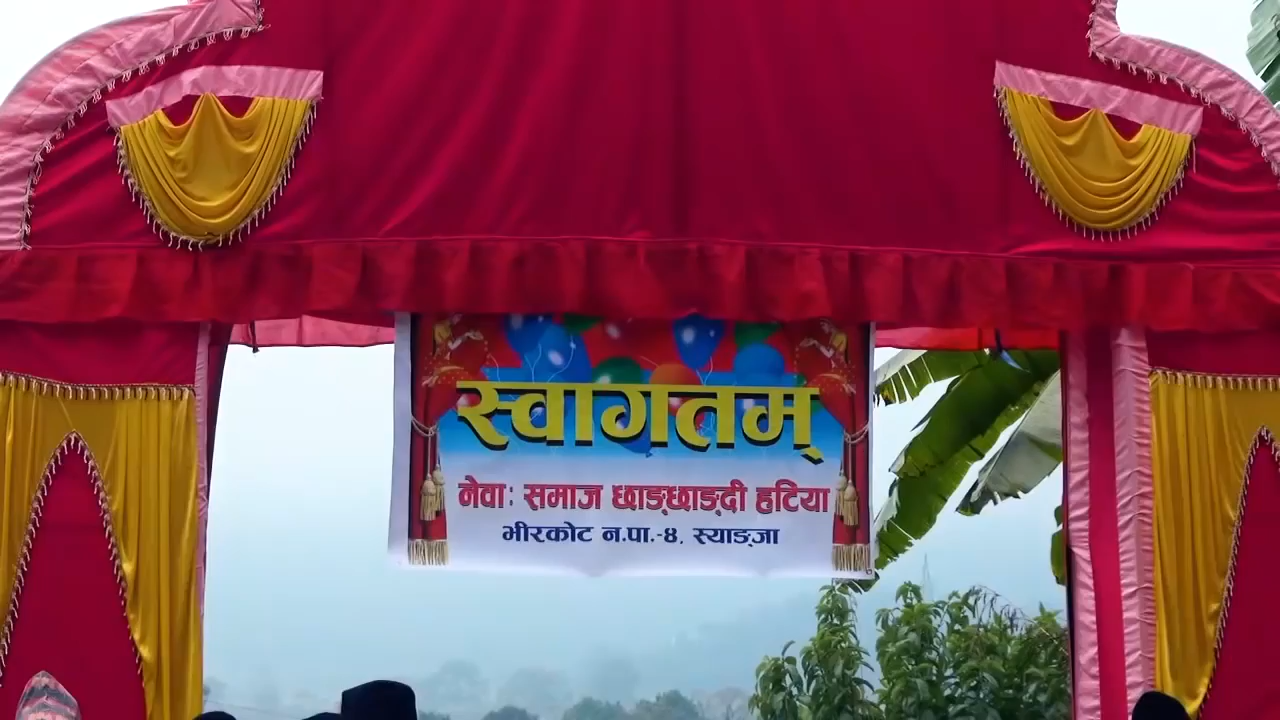 स्वागतम्
नेवाः समाज छाङ्छाङ्दी हटिया
भीरकोट न.पा.-४, स्याङ्जा